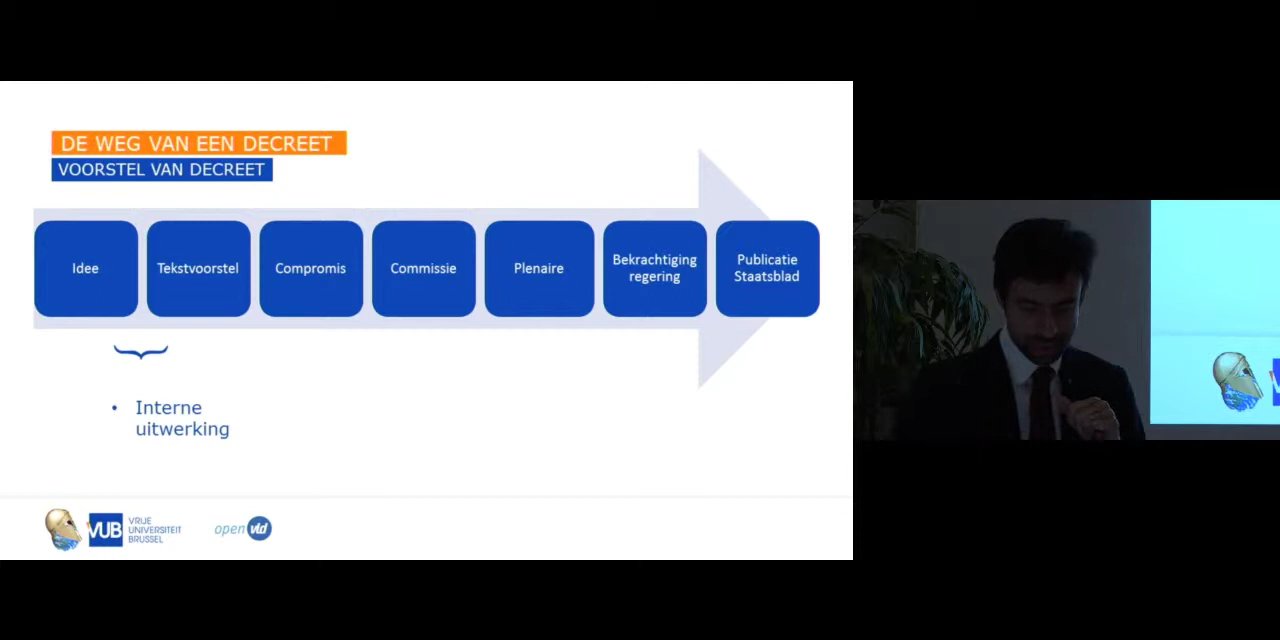 DE WEG VAN EEN DECREET
VOORSTEL VAN DECREET
Idee
Tekstvoorstel
Compromis
Commissie
Plenaire
Bekrachtiging
regering
Publicatie
Staatsblad
• Interne
uitwerking
VUB
VRIJE
UNIVERSITEIT
BRUSSEL
open vld